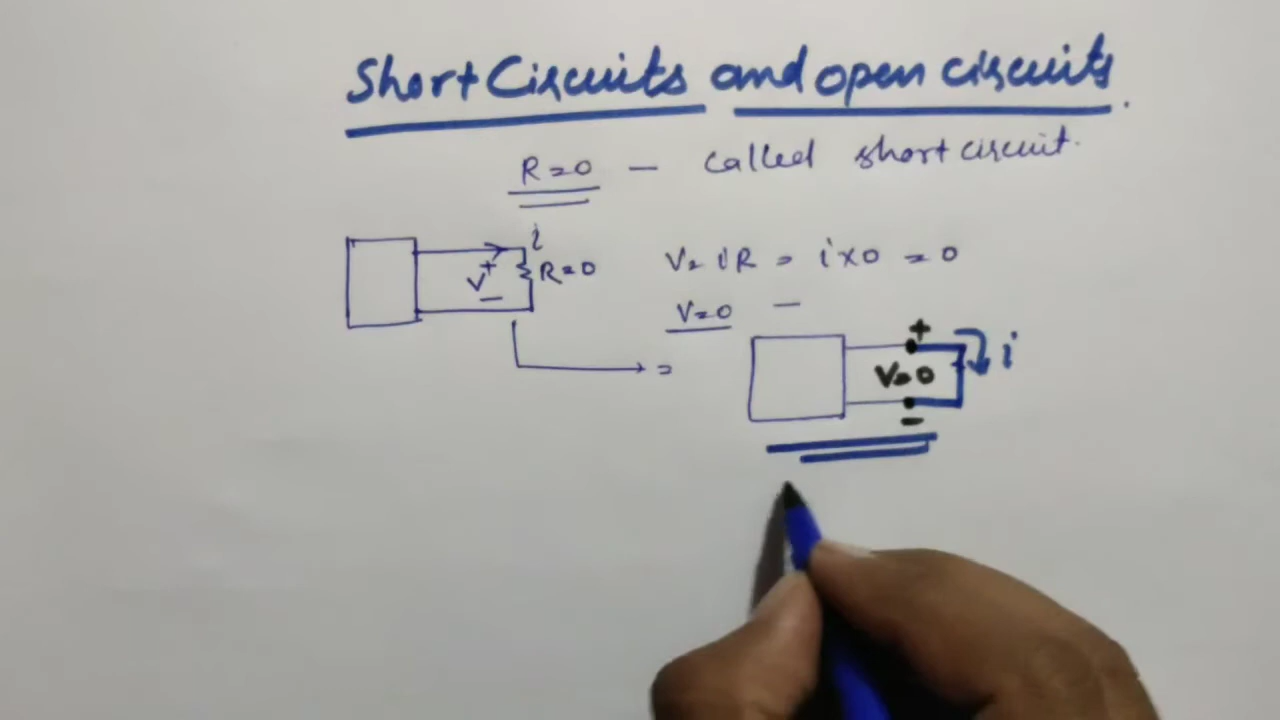 Short Circuits and open circuits.
R=0 — called short circuit.
i
V + − R=0
V= iR = i×0 = 0
V=0 —
=
+
V=0
i
−